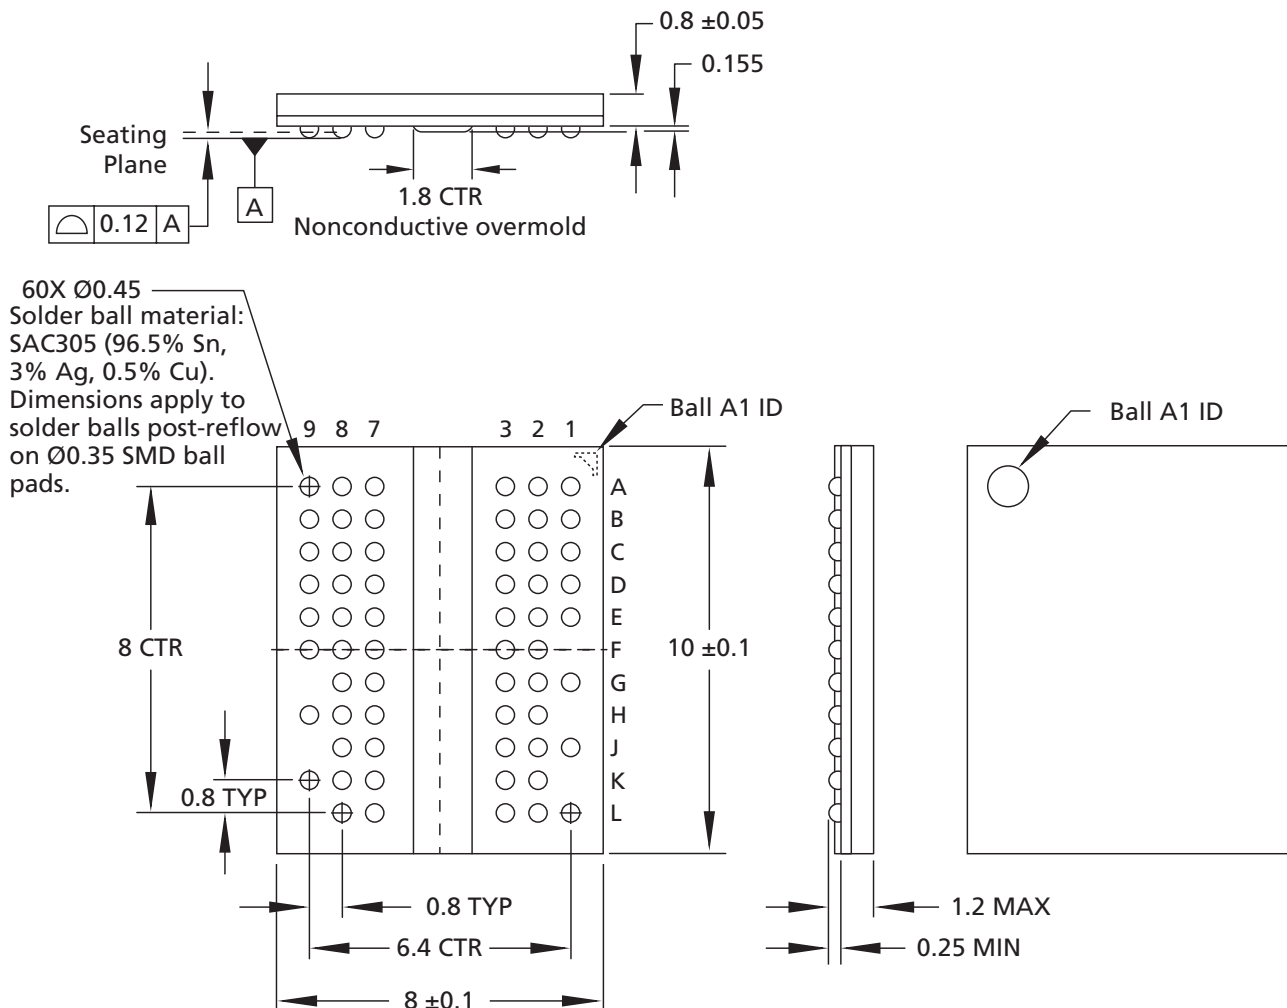 0.8 ±0.05
0.155
Seating
Plane
A
0.12 A
1.8 CTR
Nonconductive overmold
60X Ø0.45
Solder ball material:
SAC305 (96.5% Sn,
3% Ag, 0.5% Cu).
Dimensions apply to
solder balls post-reflow
on Ø0.35 SMD ball
pads.
Ball A1 ID
Ball A1 ID
9 8 7 3 2 1
A
B
C
D
E
F
G
H
J
K
L
8 CTR
10 ±0.1
0.8 TYP
0.8 TYP
1.2 MAX
6.4 CTR
0.25 MIN
8 ±0.1